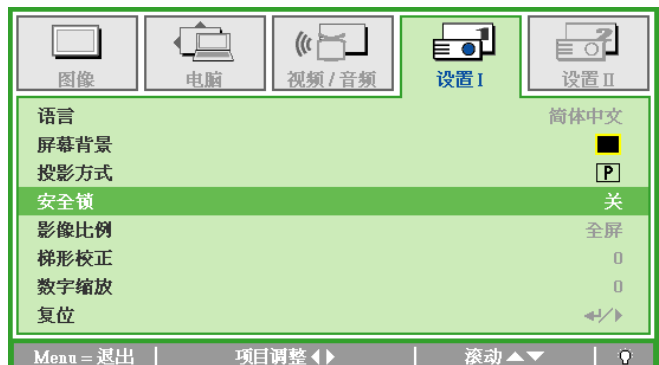 图像 电脑 视频/音频 设置I 设置II
语言 简体中文
屏幕背景
投影方式 P
安全锁 关
影像比例 全屏
梯形校正 0
数字缩放 0
复位
Menu = 退出 项目调整 滚动